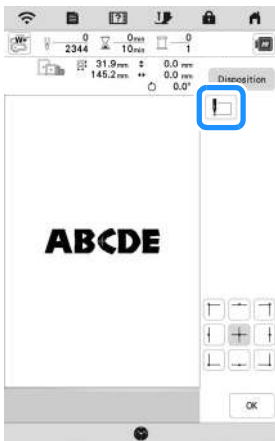 W+ 0 0min 0
2344 10min 1
31.9mm 0.0 mm
145.2mm 0.0 mm
0.0°
Disposition
ABCDE
OK